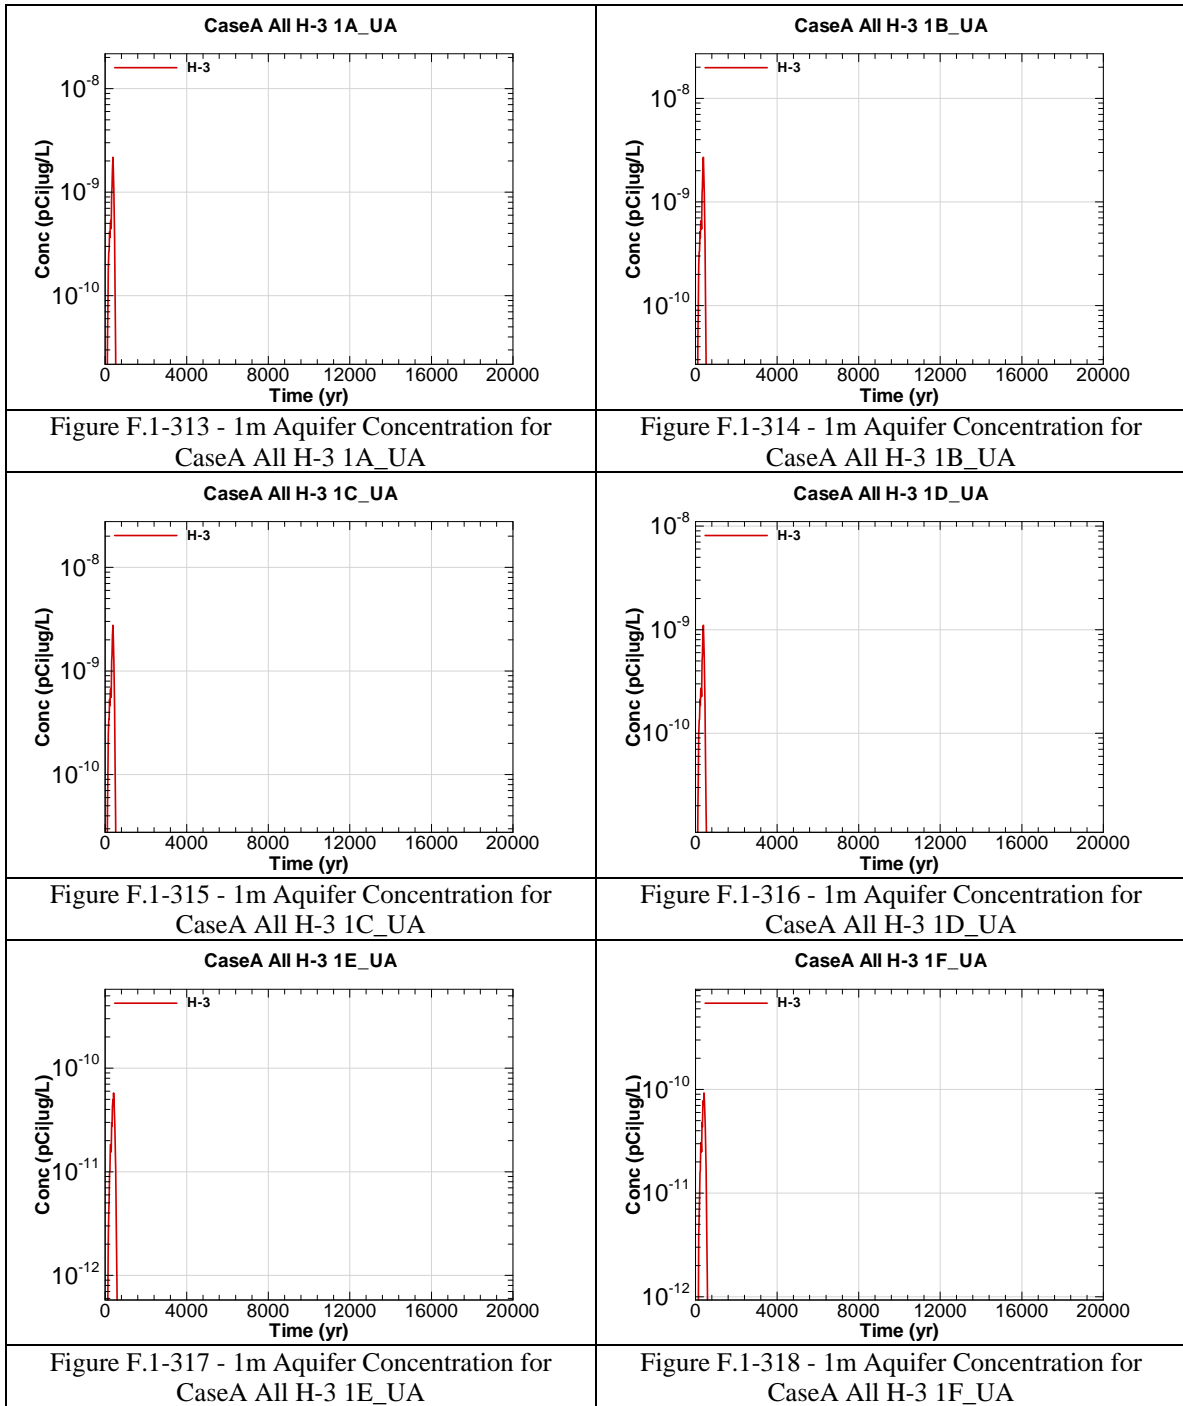 CaseA All H-3 1A_UA
H-3
10-8
10-9
10-10
Conc (pCi|ug/L)
0 4000 8000 12000 16000 20000
Time (yr)
Figure F.1-313 - 1m Aquifer Concentration for
CaseA All H-3 1A_UA
CaseA All H-3 1B_UA
H-3
10-8
10-9
10-10
Conc (pCi|ug/L)
0 4000 8000 12000 16000 20000
Time (yr)
Figure F.1-314 - 1m Aquifer Concentration for
CaseA All H-3 1B_UA
CaseA All H-3 1C_UA
H-3
10-8
10-9
10-10
Conc (pCi|ug/L)
0 4000 8000 12000 16000 20000
Time (yr)
Figure F.1-315 - 1m Aquifer Concentration for
CaseA All H-3 1C_UA
CaseA All H-3 1D_UA
H-3
10-8
10-9
10-10
Conc (pCi|ug/L)
0 4000 8000 12000 16000 20000
Time (yr)
Figure F.1-316 - 1m Aquifer Concentration for
CaseA All H-3 1D_UA
CaseA All H-3 1E_UA
H-3
10-10
10-11
10-12
Conc (pCi|ug/L)
0 4000 8000 12000 16000 20000
Time (yr)
Figure F.1-317 - 1m Aquifer Concentration for
CaseA All H-3 1E_UA
CaseA All H-3 1F_UA
H-3
10-10
10-11
10-12
Conc (pCi|ug/L)
0 4000 8000 12000 16000 20000
Time (yr)
Figure F.1-318 - 1m Aquifer Concentration for
CaseA All H-3 1F_UA